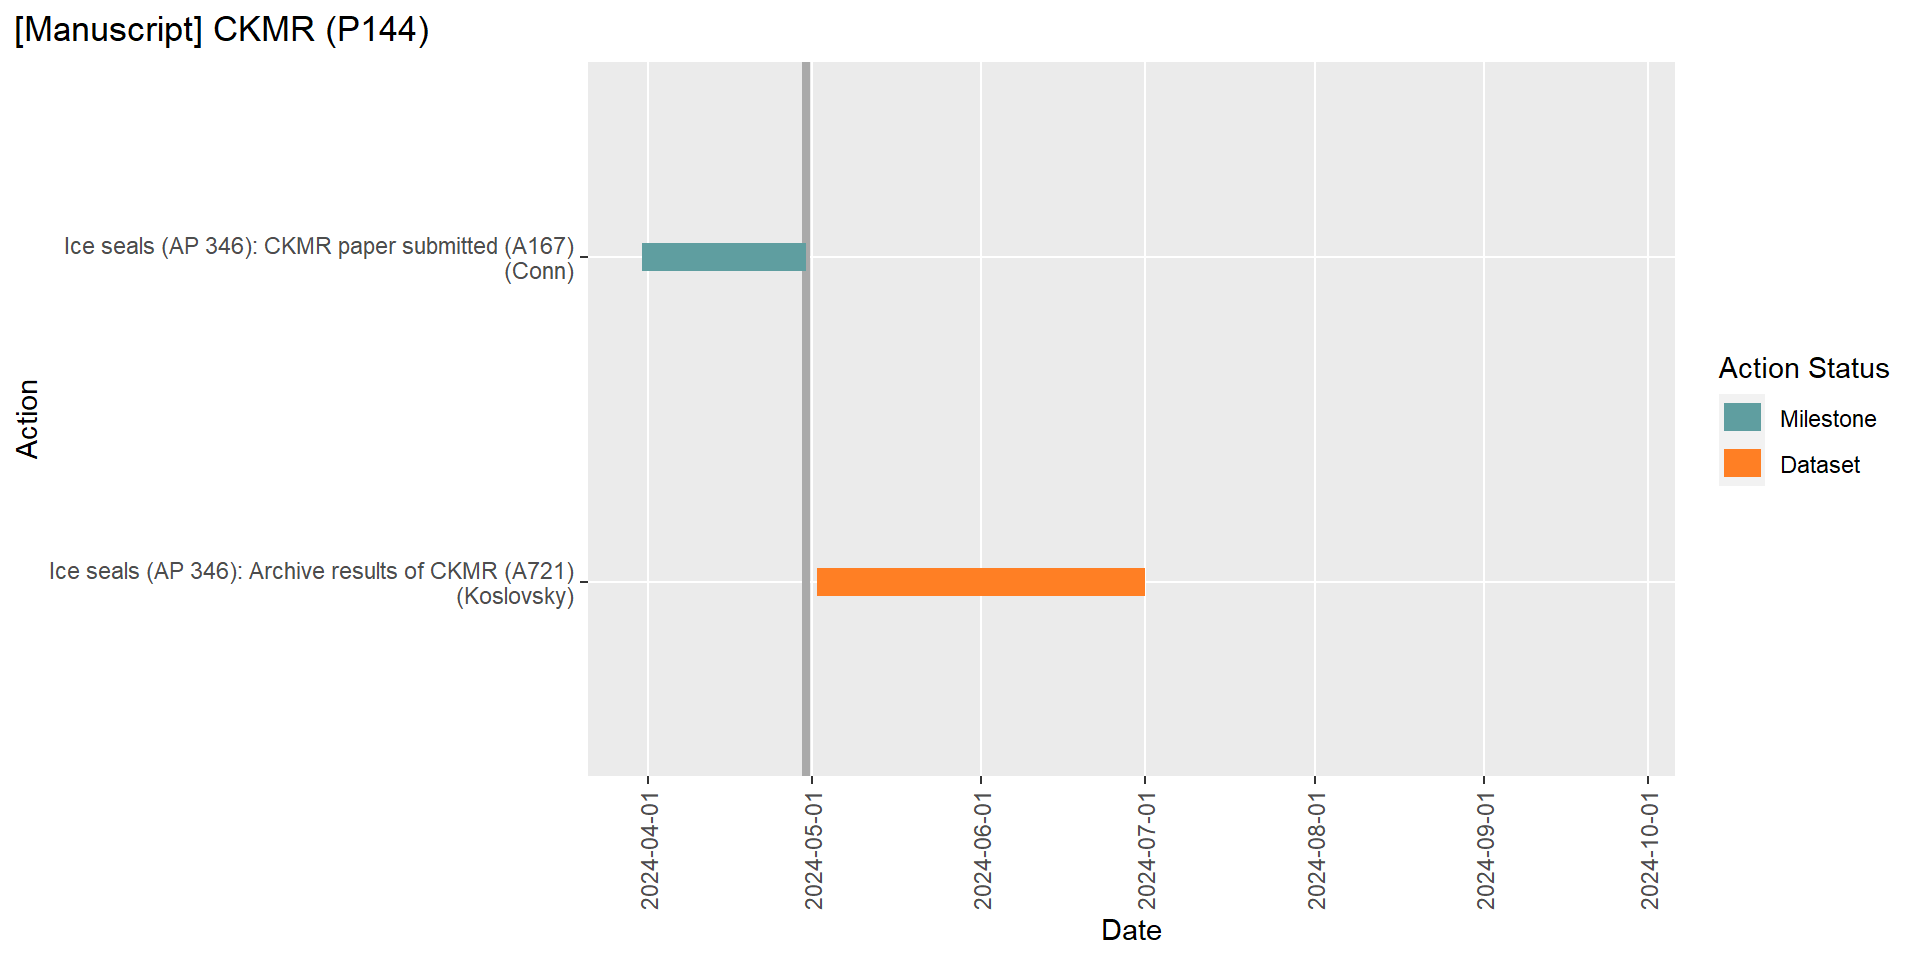 [Manuscript] CKMR (P144)
Ice seals (AP 346): CKMR paper submitted (A167)
(Conn)
Ice seals (AP 346): Archive results of CKMR (A721)
(Koslovsky)
Action
2024-04-01
2024-05-01
2024-06-01
2024-07-01
2024-08-01
2024-09-01
2024-10-01
Date
Action Status
Milestone
Dataset